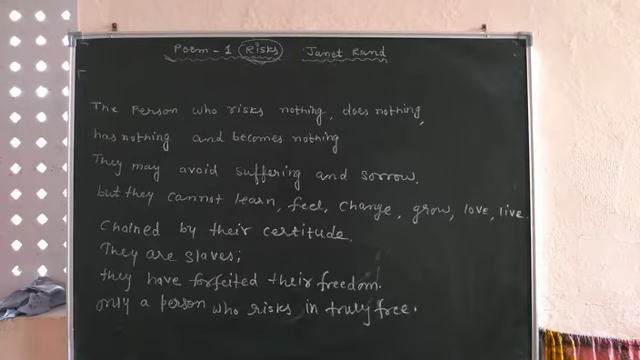 Poem - 1 Risks Janet Rand
The Person who risks nothing, does nothing,
has nothing and becomes nothing
They may avoid suffering and sorrow.
but they cannot learn, feel, change, grow, love, live.
Chained by their certitude.
They are slaves;
they have forfeited their freedom.
only a person who risks in truly free.